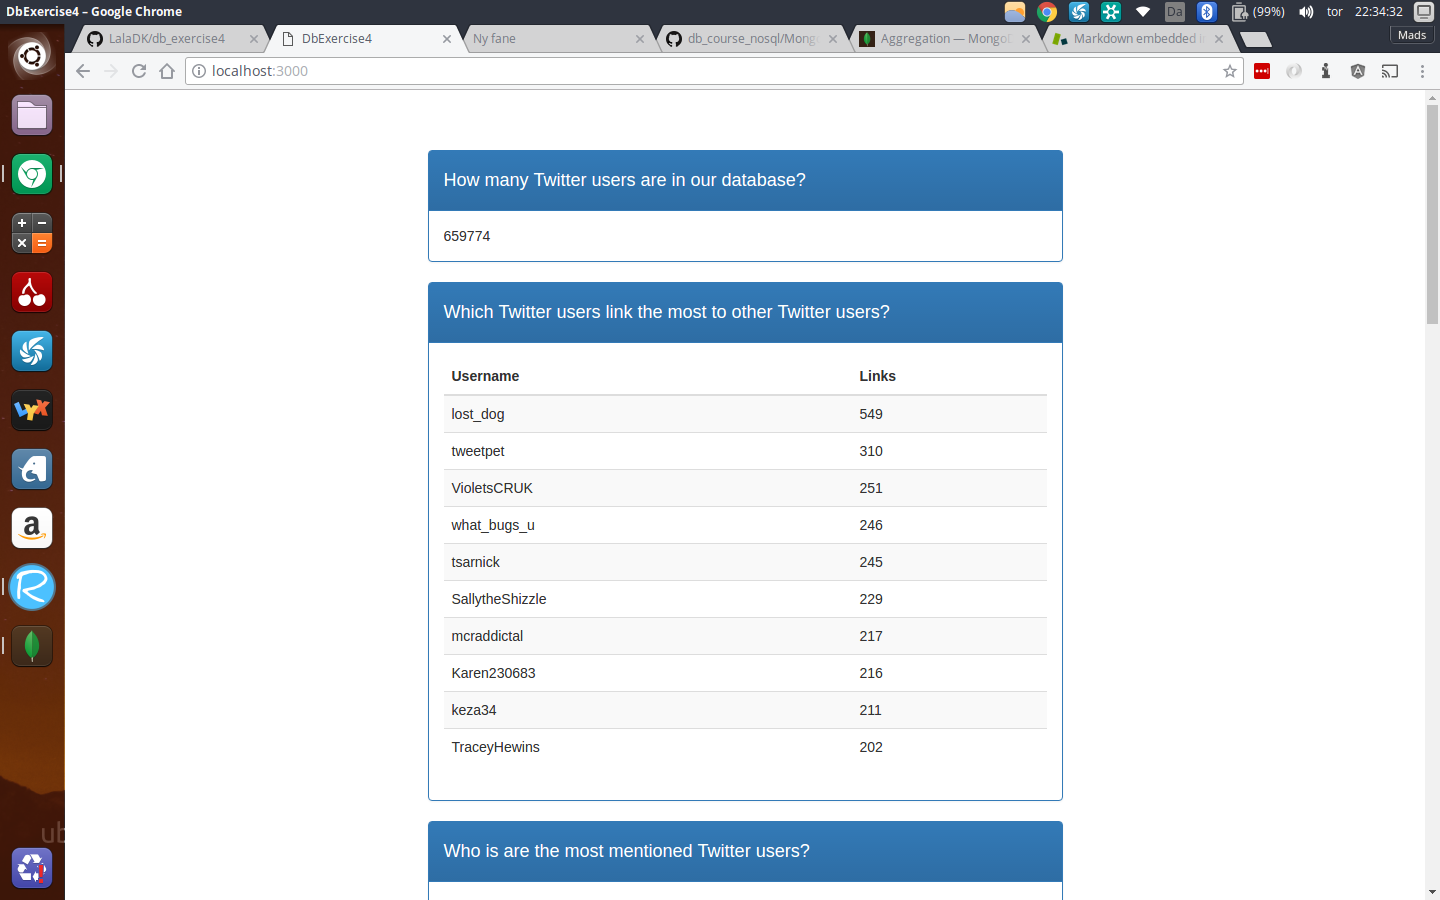 DbExercise4 – Google Chrome
Da
(99%)
tor
22:34:32
LalaDK/db_exercise4
DbExercise4
Ny fane
db_course_nosql/Mong
Aggregation — Mongo
Markdown embedded i
Mads
localhost:3000
How many Twitter users are in our database?
659774
Which Twitter users link the most to other Twitter users?
Username Links
lost_dog 549
tweetpet 310
VioletsCRUK 251
what_bugs_u 246
tsarnick 245
SallytheShizzle 229
mcraddictal 217
Karen230683 216
keza34 211
TraceyHewins 202
Who is are the most mentioned Twitter users?
ub